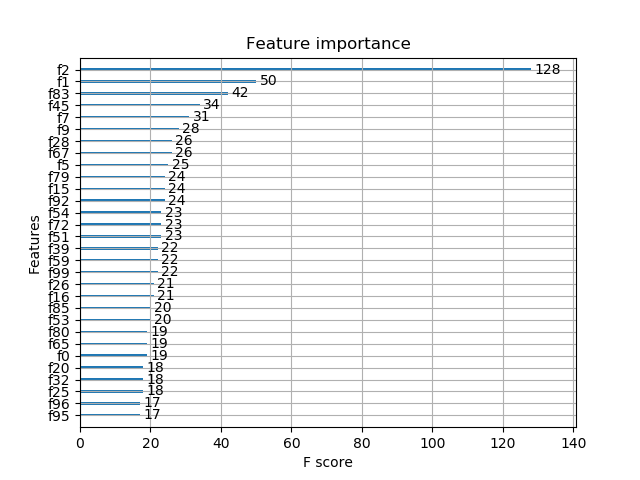 Feature importance
f2 128
f1 50
f83 42
f45 34
f7 31
f9 28
f28 26
f67 26
f5 25
f79 24
f15 24
f92 24
f54 23
f72 23
f51 23
f39 22
f59 22
f99 22
f26 21
f16 21
f85 20
f53 20
f80 19
f65 19
f0 19
f20 18
f32 18
f25 18
f96 17
f95 17
Features
0 20 40 60 80 100 120 140
F score